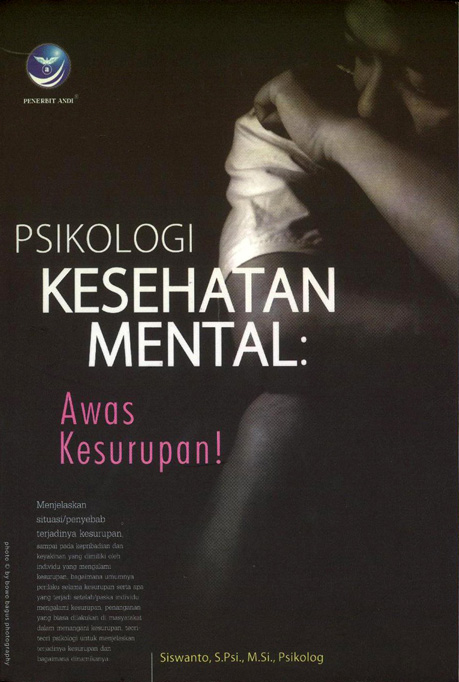 PENERBIT ANDI®
PSIKOLOGI
KESEHATAN
MENTAL:
Awas
Kesurupan!
Menjelaskan
situasi/penyebab
terjadinya kesurupan,
sampai pada kepribadian dan
keyakinan yang dimiliki oleh
individu yang mengalami
kesurupan, bagaimana umumnya
perilaku selama kesurupan serta apa
yang terjadi setelah/paska individu
mengalami kesurupan, penanganan
yang biasa dilakukan di masyarakat
dalam menangani kesurupan, teori-
teori psikologi untuk menjelaskan
terjadinya kesurupan dan
bagaimana dinamikanya.
Siswanto, S.Psi., M.Si., Psikolog
photo © by bowo bagus photography